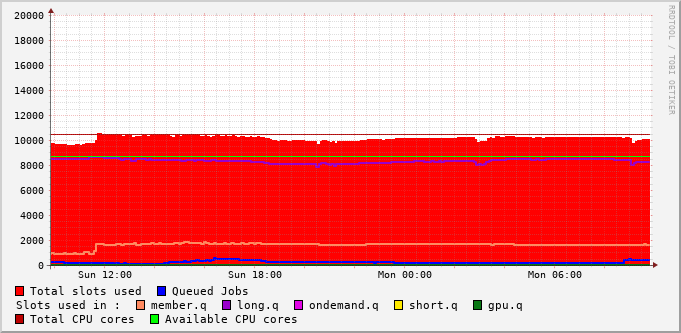 20000
18000
16000
14000
12000
10000
8000
6000
4000
2000
0
Sun 12:00 Sun 18:00 Mon 00:00 Mon 06:00
RRDTOOL / TOBI OETIKER
Total slots used Queued Jobs
Slots used in : member.q long.q ondemand.q short.q gpu.q
Total CPU cores Available CPU cores